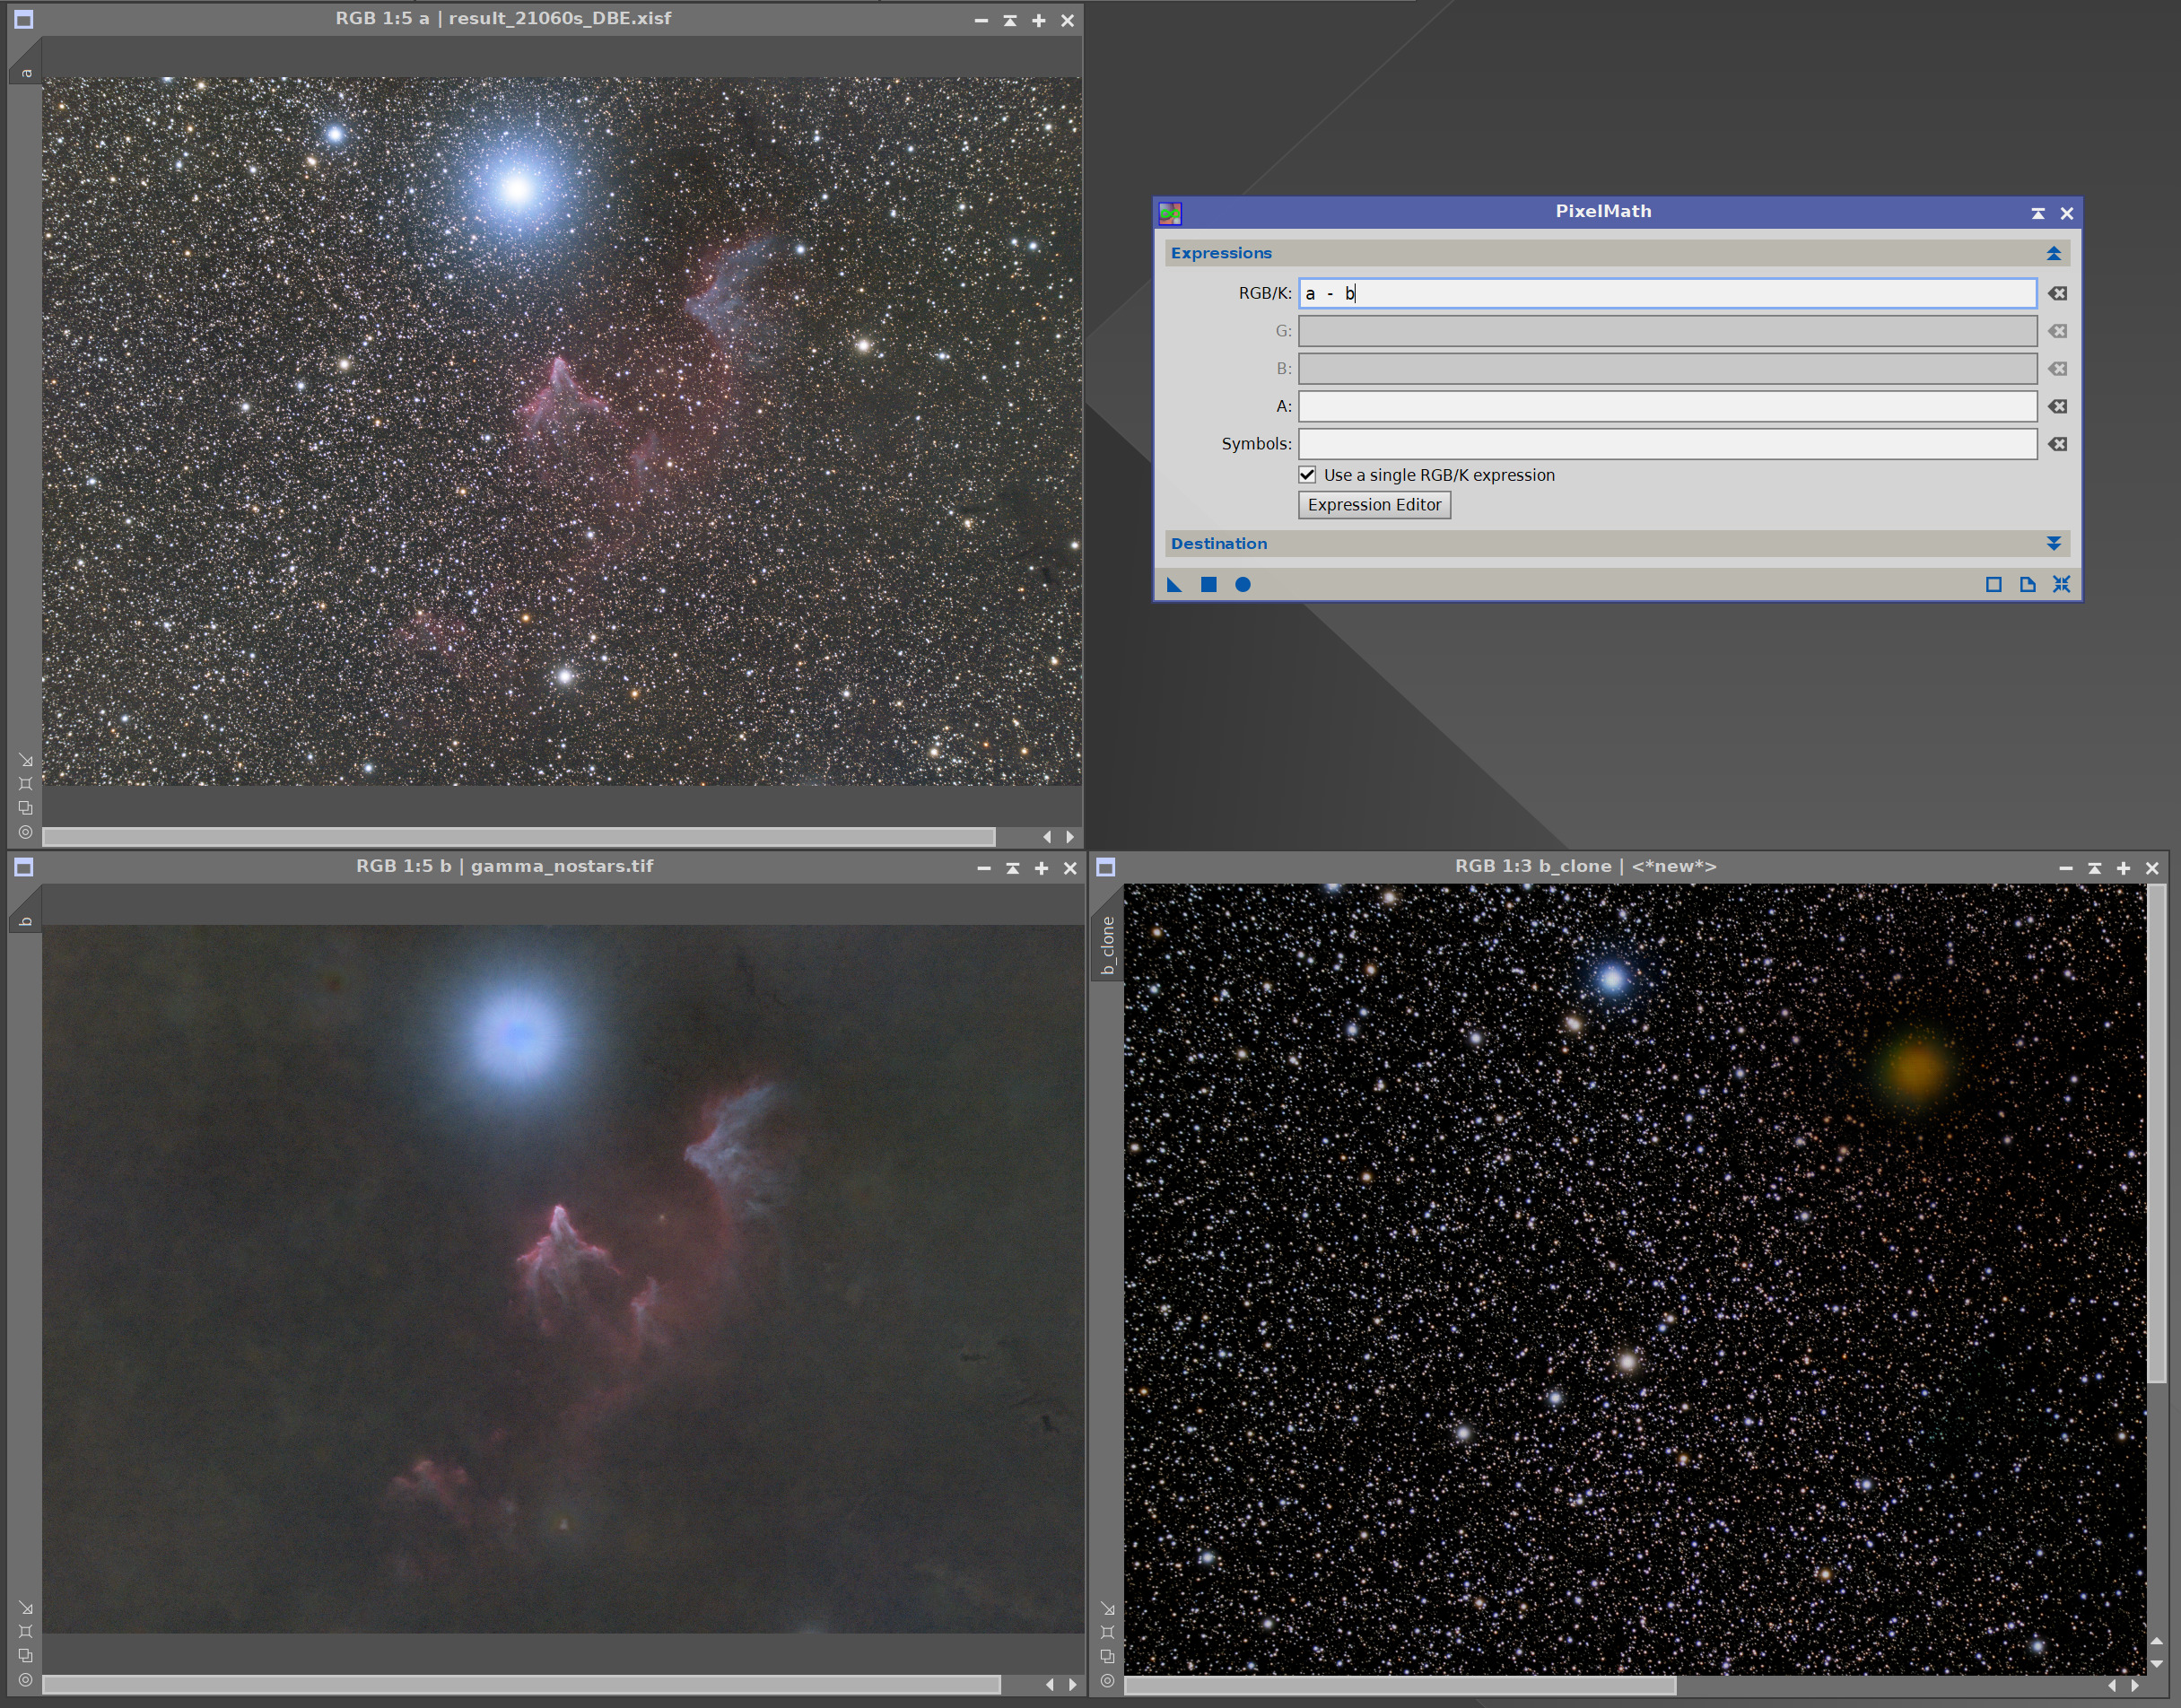 RGB 1:5 a | result_21060s_DBE.xisf
a
PixelMath
Expressions
RGB/K: a - b
G:
B:
A:
Symbols:
Use a single RGB/K expression
Expression Editor
Destination
RGB 1:5 b | gamma_nostars.tif
b
RGB 1:3 b_clone | <*new*>
b_clone